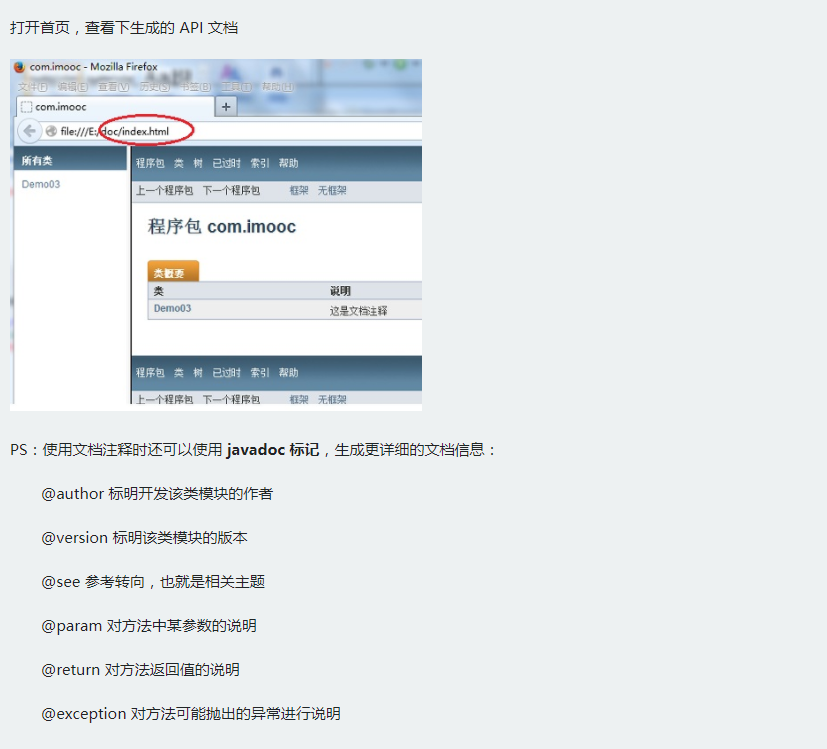 打开首页，查看下生成的 API 文档
com.imooc - Mozilla Firefox
文件(F) 编辑(E) 查看(V) 历史(S) 书签(B) 工具(T) 帮助(H)
com.imooc +
file:///E:/doc/index.html
所有类
Demo03
程序包 类 树 已过时 索引 帮助
上一个程序包 下一个程序包 框架 无框架
程序包 com.imooc
类概要
类 说明
Demo03 这是文档注释
程序包 类 树 已过时 索引 帮助
上一个程序包 下一个程序包 框架 无框架
PS：使用文档注释时还可以使用 javadoc 标记，生成更详细的文档信息：
@author 标明开发该类模块的作者
@version 标明该类模块的版本
@see 参考转向，也就是相关主题
@param 对方法中某参数的说明
@return 对方法返回值的说明
@exception 对方法可能抛出的异常进行说明